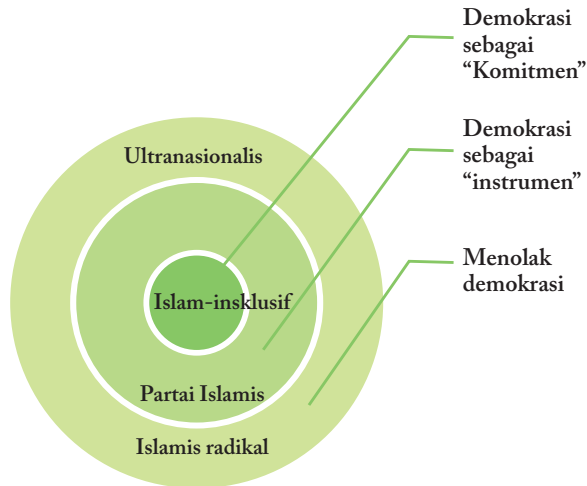 Demokrasi
sebagai
“Komitmen”
Demokrasi
sebagai
“instrumen”
Menolak
demokrasi
Ultranasionalis
Islam-insklusif
Partai Islamis
Islamis radikal